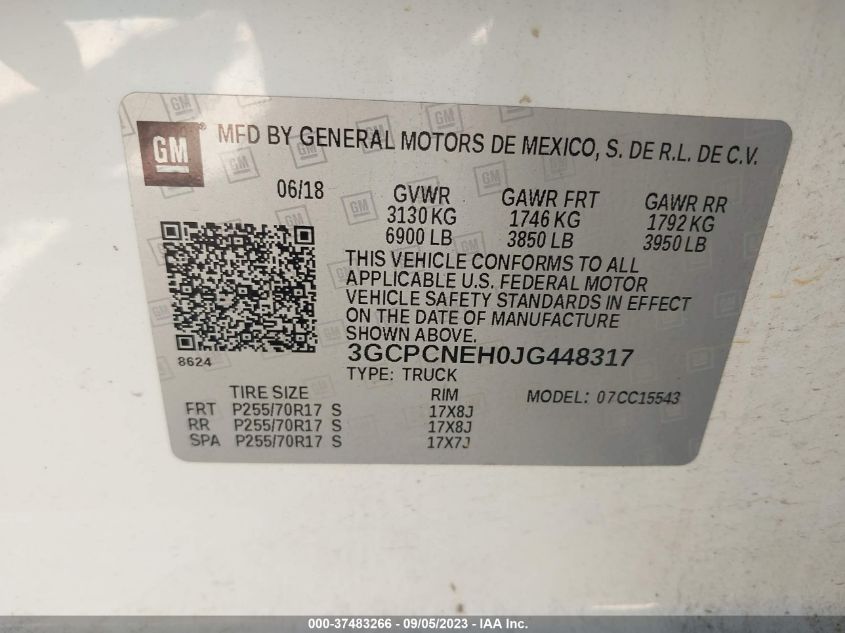 GM® MFD BY GENERAL MOTORS DE MEXICO, S. DE R.L. DE C.V.
06/18 GVWR GAWR FRT GAWR RR
3130 KG 1746 KG 1792 KG
6900 LB 3850 LB 3950 LB
THIS VEHICLE CONFORMS TO ALL
APPLICABLE U.S. FEDERAL MOTOR
VEHICLE SAFETY STANDARDS IN EFFECT
ON THE DATE OF MANUFACTURE
SHOWN ABOVE.
8624 3GCPCNEH0JG448317
TYPE: TRUCK
TIRE SIZE RIM MODEL: 07CC15543
FRT P255/70R17 S 17X8J
RR P255/70R17 S 17X8J
SPA P255/70R17 S 17X7J
000-37483266 - 09/05/2023 - IAA Inc.